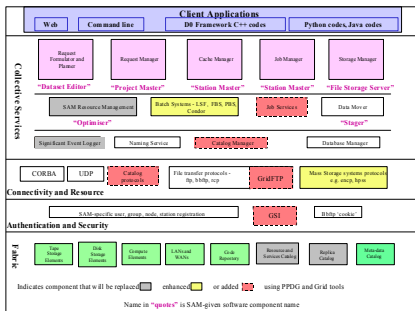 Client Applications
Web Command line D0 Framework C++ codes Python codes, Java codes
Collective Services
Request Formulator and Planner
Request Manager
Cache Manager
Job Manager
Storage Manager
"Dataset Editor" "Project Master" "Station Master" "Station Master" "File Storage Server"
SAM Resource Management
Batch Systems - LSF, FBS, PBS, Condor
Job Services
Data Mover
"Optimiser" "Stager"
Significant Event Logger
Naming Service
Catalog Manager
Database Manager
CORBA
UDP
Catalog protocols
File transfer protocols - ftp, bbftp, rcp
GridFTP
Mass Storage systems protocols e.g. encp, hpss
Connectivity and Resource
SAM-specific user, group, node, station registration
GSI
Bbftp 'cookie'
Authentication and Security
Fabric
Tape Storage Elements
Disk Storage Elements
Compute Elements
LANs and WANs
Code Repository
Resource and Services Catalog
Replica Catalog
Meta-data Catalog
Indicates component that will be replaced enhanced or added using PPDG and Grid tools
Name in "quotes" is SAM-given software component name